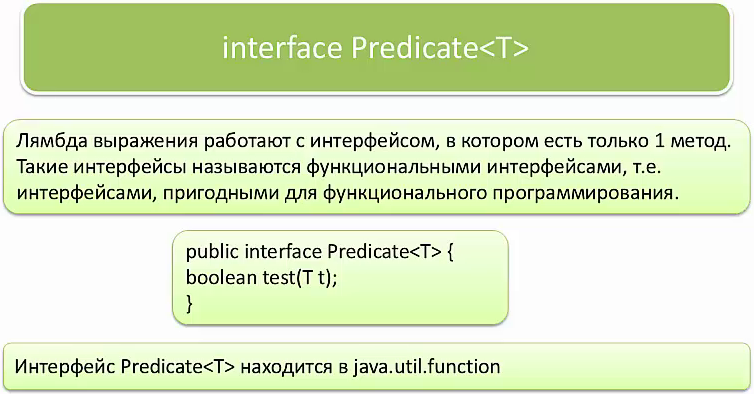 interface Predicate<T>
Лямбда выражения работают с интерфейсом, в котором есть только 1 метод.
Такие интерфейсы называются функциональными интерфейсами, т.е.
интерфейсами, пригодными для функционального программирования.
public interface Predicate<T> {
boolean test(T t);
}
Интерфейс Predicate<T> находится в java.util.function